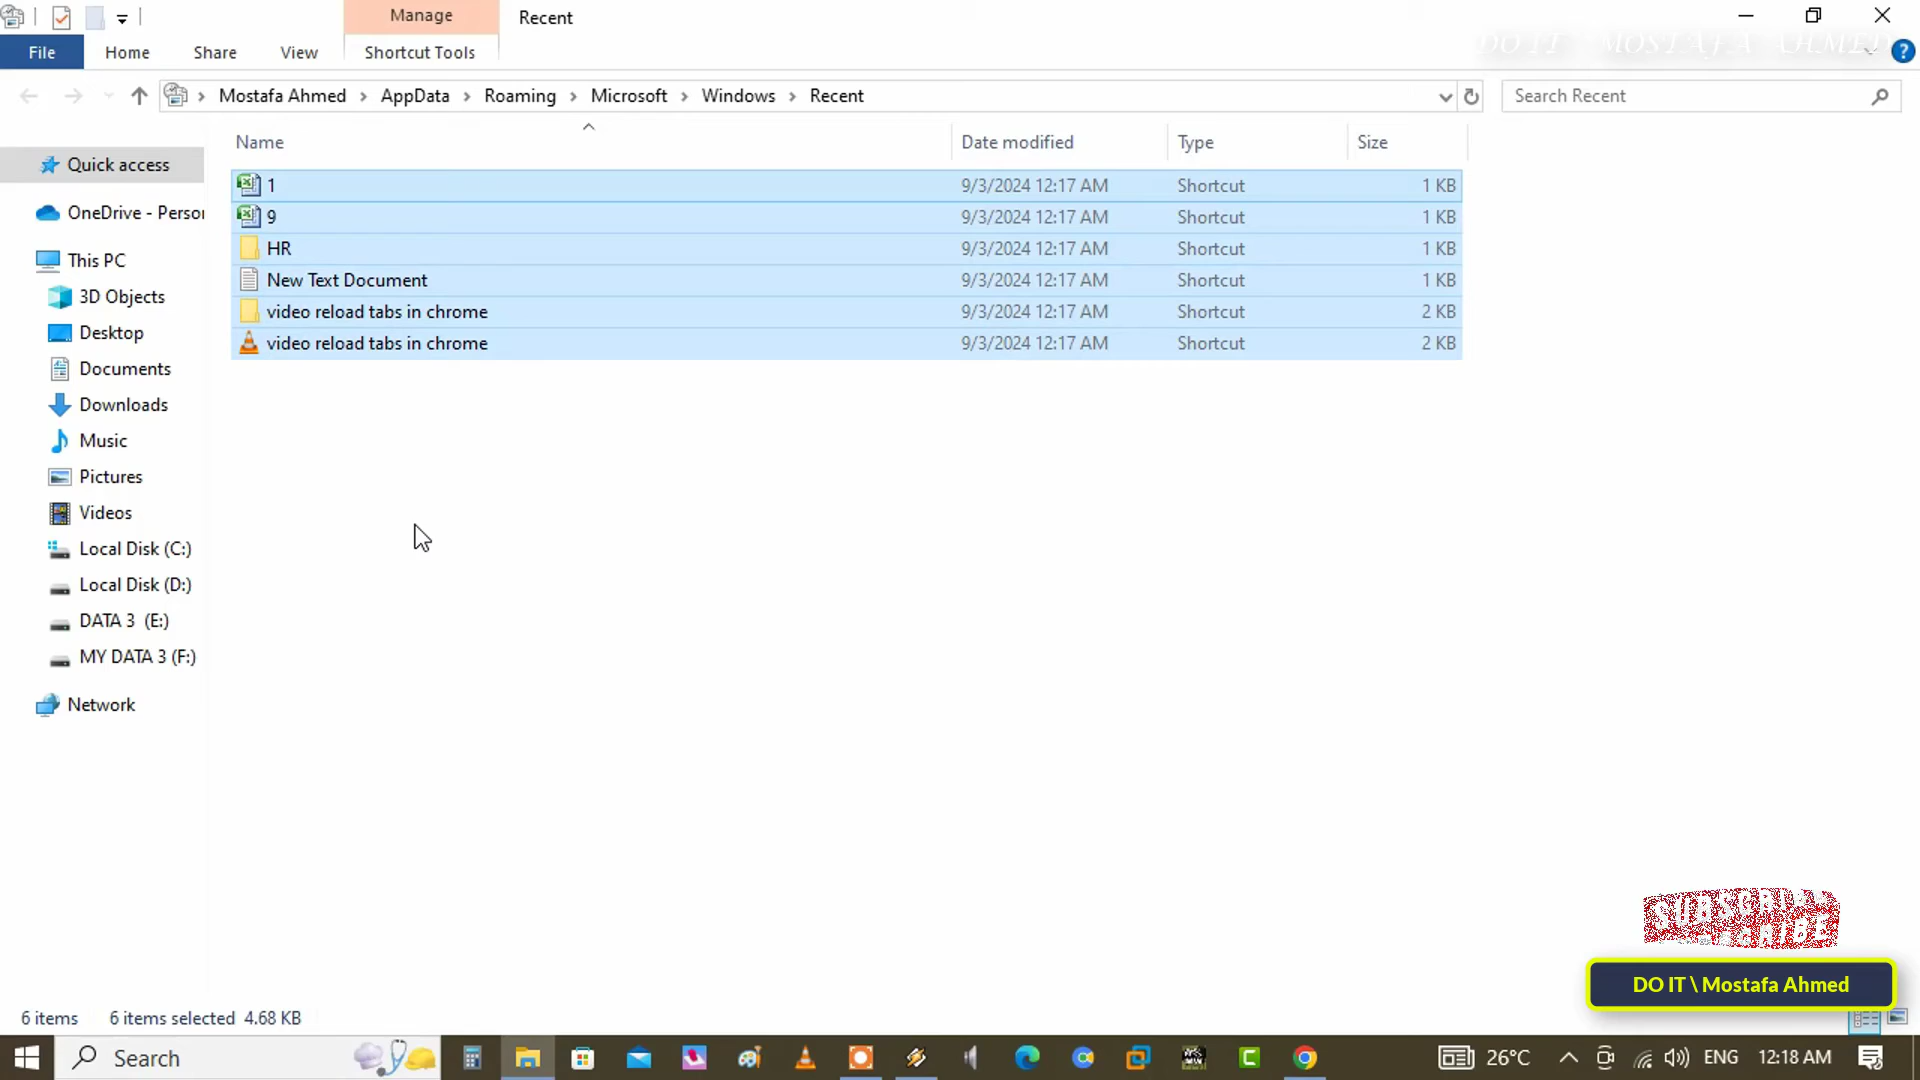 Manage
Recent
File
Home
Share
View
Shortcut Tools
DO IT \ MOSTAFA AHMED
Mostafa Ahmed
AppData
Roaming
Microsoft
Windows
Recent
Search Recent
Name
Date modified
Type
Size
Quick access
OneDrive - Person
This PC
3D Objects
Desktop
Documents
Downloads
Music
Pictures
Videos
Local Disk (C:)
Local Disk (D:)
DATA 3 (E:)
MY DATA 3 (F:)
Network
1 9/3/2024 12:17 AM Shortcut 1 KB
9 9/3/2024 12:17 AM Shortcut 1 KB
HR 9/3/2024 12:17 AM Shortcut 1 KB
New Text Document 9/3/2024 12:17 AM Shortcut 1 KB
video reload tabs in chrome 9/3/2024 12:17 AM Shortcut 2 KB
video reload tabs in chrome 9/3/2024 12:17 AM Shortcut 2 KB
SUBSCRIBE
DO IT \ Mostafa Ahmed
6 items 6 items selected 4.68 KB
Search
26°C
ENG
12:18 AM